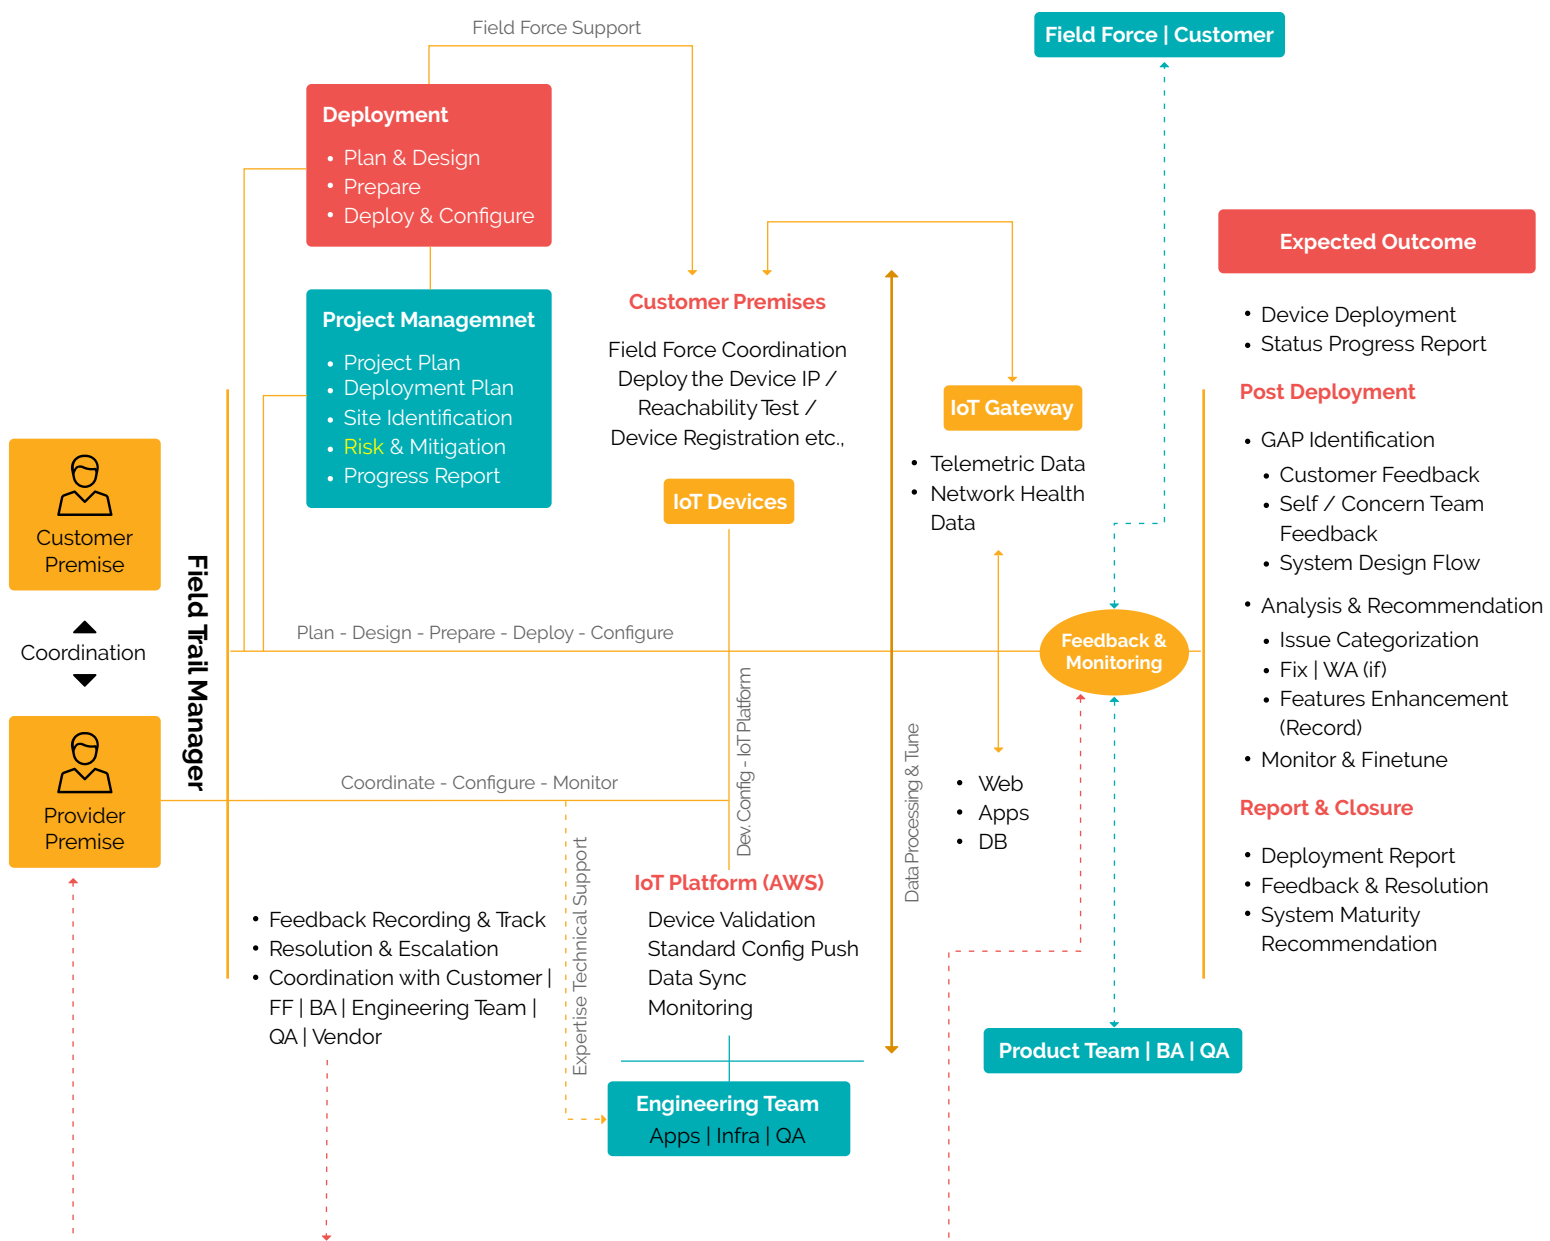 Field Force Support
Field Force | Customer
Deployment
Plan & Design
Prepare
Deploy & Configure
Project Managemnet
Project Plan
Deployment Plan
Site Identification
Risk & Mitigation
Progress Report
Customer
Premise
Coordination
Provider
Premise
Field Trail Manager
Plan - Design - Prepare - Deploy - Configure
Coordinate - Configure - Monitor
Feedback Recording & Track
Resolution & Escalation
Coordination with Customer |
FF | BA | Engineering Team |
QA | Vendor
Expertise Technical Support
Customer Premises
Field Force Coordination
Deploy the Device IP /
Reachability Test /
Device Registration etc.,
IoT Devices
Dev. Config - IoT Platform
IoT Platform (AWS)
Device Validation
Standard Config Push
Data Sync
Monitoring
Engineering Team
Apps | Infra | QA
Data Processing & Tune
IoT Gateway
Telemetric Data
Network Health
Data
Web
Apps
DB
Feedback &
Monitoring
Product Team | BA | QA
Expected Outcome
Device Deployment
Status Progress Report
Post Deployment
GAP Identification
Customer Feedback
Self / Concern Team
Feedback
System Design Flow
Analysis & Recommendation
Issue Categorization
Fix | WA (if)
Features Enhancement
(Record)
Monitor & Finetune
Report & Closure
Deployment Report
Feedback & Resolution
System Maturity
Recommendation